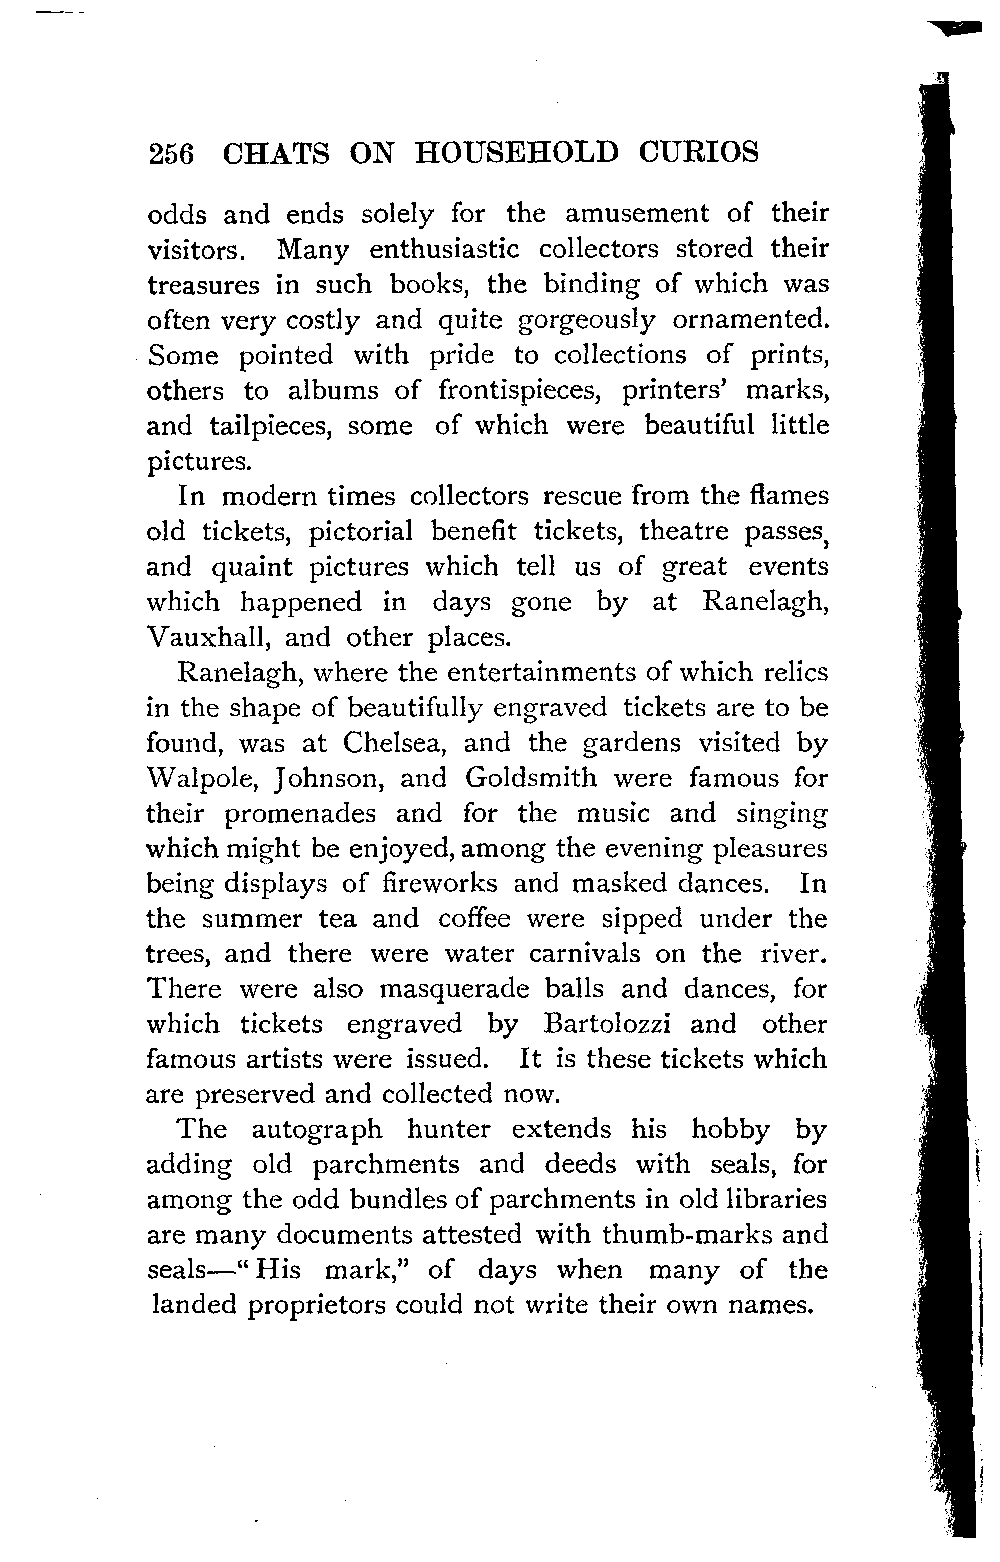 256 CHATS ON HOUSEHOLD CURIOS
odds and ends solely for the amusement of their
visitors. Many enthusiastic collectors stored their
treasures in such books, the binding of which was
often very costly and quite gorgeously ornamented.
Some pointed with pride to collections of prints,
others to albums of frontispieces, printers' marks,
and tailpieces, some of which were beautiful little
pictures.
In modern times collectors rescue from the flames
old tickets, pictorial benefit tickets, theatre passes,
and quaint pictures which tell us of great events
which happened in days gone by at Ranelagh,
Vauxhall, and other places.
Ranelagh, where the entertainments of which relics
in the shape of beautifully engraved tickets are to be
found, was at Chelsea, and the gardens visited by
Walpole, Johnson, and Goldsmith were famous for
their promenades and for the music and singing
which might be enjoyed, among the evening pleasures
being displays of fireworks and masked dances. In
the summer tea and coffee were sipped under the
trees, and there were water carnivals on the river.
There were also masquerade balls and dances, for
which tickets engraved by Bartolozzi and other
famous artists were issued. It is these tickets which
are preserved and collected now.
The autograph hunter extends his hobby by
adding old parchments and deeds with seals, for
among the odd bundles of parchments in old libraries
are many documents attested with thumb-marks and
seals—"His mark," of days when many of the
landed proprietors could not write their own names.